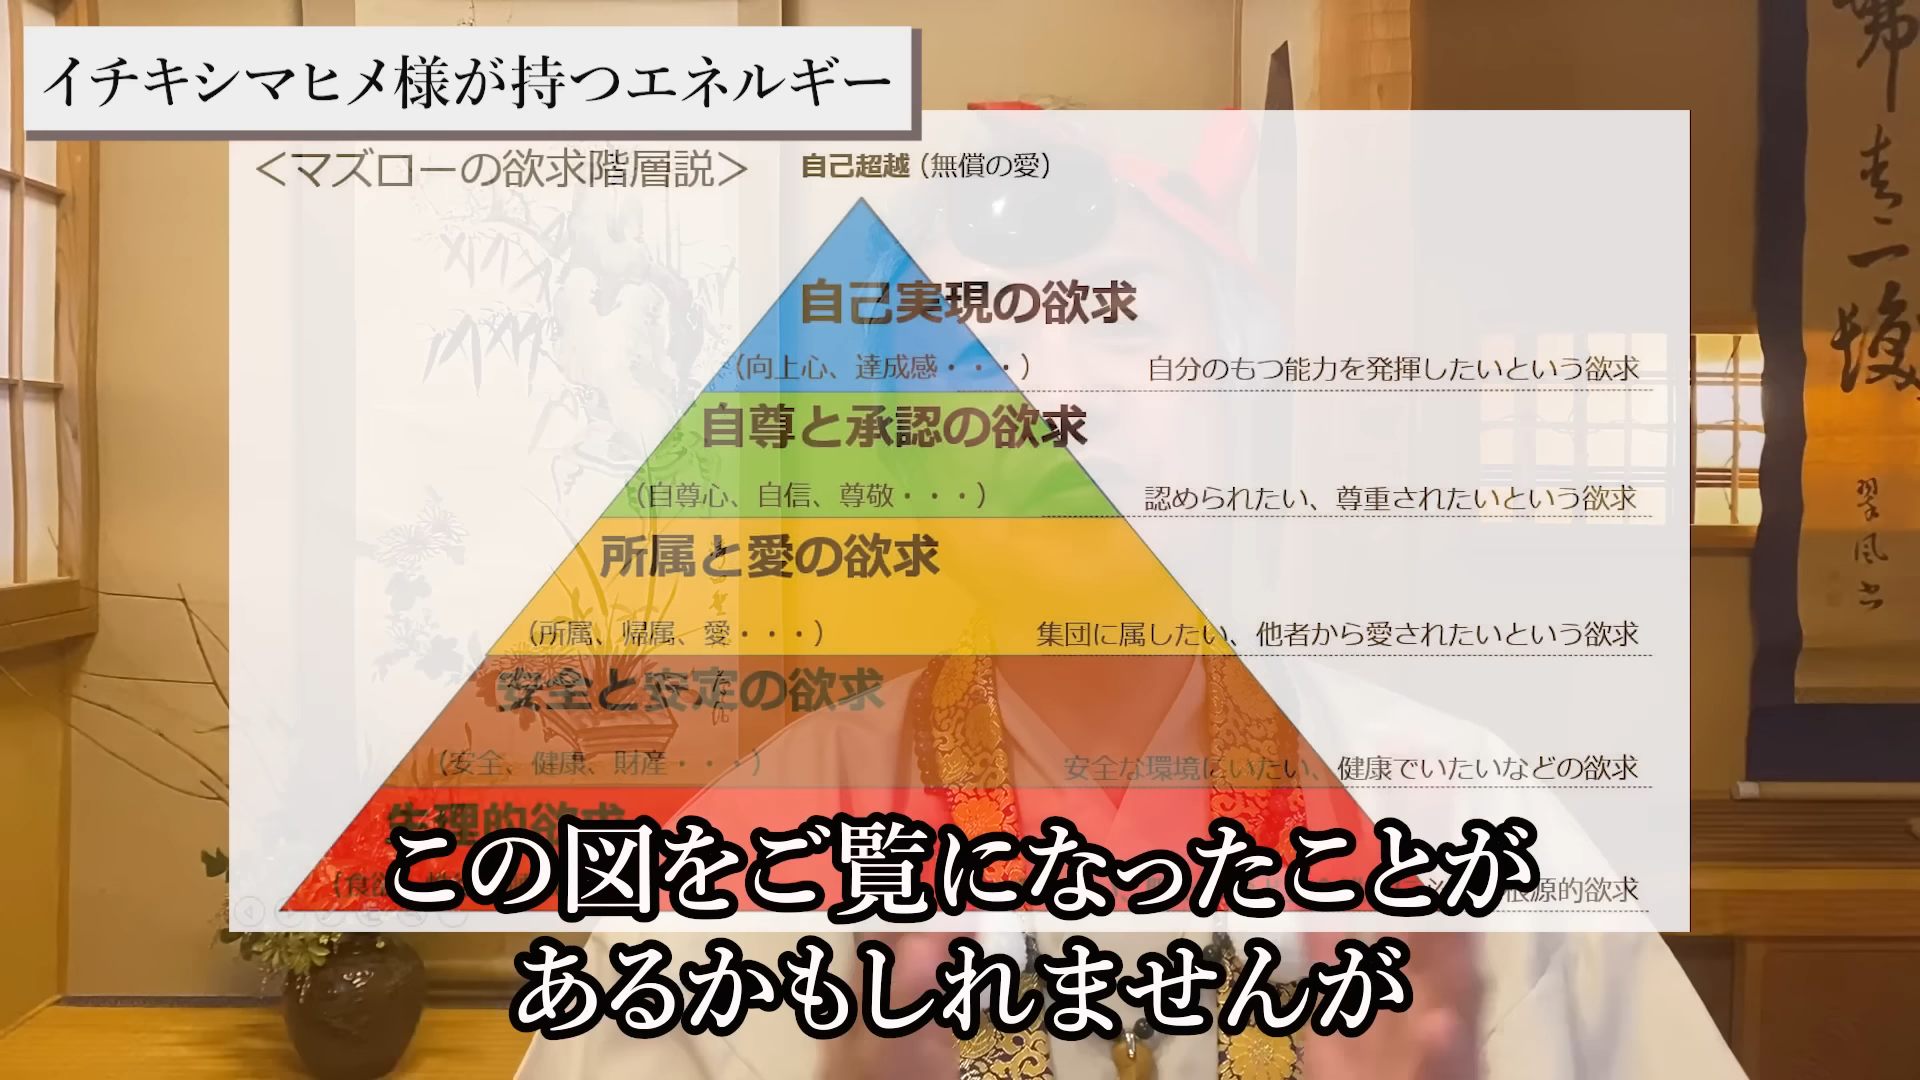 イチキシマヒメ様が持つエネルギー
＜マズローの欲求階層説＞
自己超越（無償の愛）
自己実現の欲求
（向上心、達成感・・・）
自分のもつ能力を発揮したいという欲求
自尊と承認の欲求
（自尊心、自信、尊敬・・・）
認められたい、尊重されたいという欲求
所属と愛の欲求
（所属、帰属、愛・・・）
集団に属したい、他者から愛されたいという欲求
安全と安定の欲求
（安全、健康、財産・・・）
安全な環境にいたい、健康でいたいなどの欲求
生理的欲求
根源的欲求
この図をご覧になったことが
あるかもしれませんが